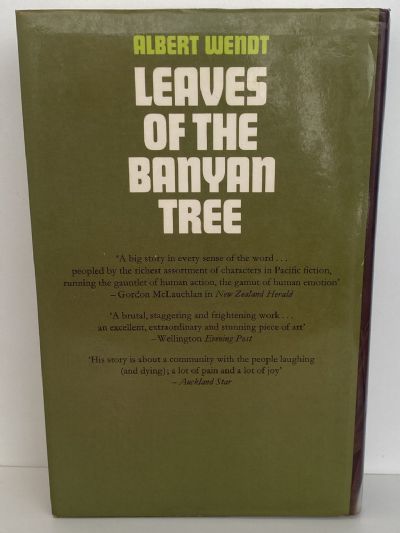 ALBERT WENDT
LEAVES
OF THE
BANYAN
TREE
‘A big story in every sense of the word . . .
peopled by the richest assortment of characters in Pacific fiction,
running the gauntlet of human action, the gamut of human emotion’
– Gordon McLauchlan in New Zealand Herald
‘A brutal, staggering and frightening work . . .
an excellent, extraordinary and stunning piece of art’
–Wellington Evening Post
‘His story is about a community with the people laughing
(and dying); a lot of pain and a lot of joy’
– Auckland Star